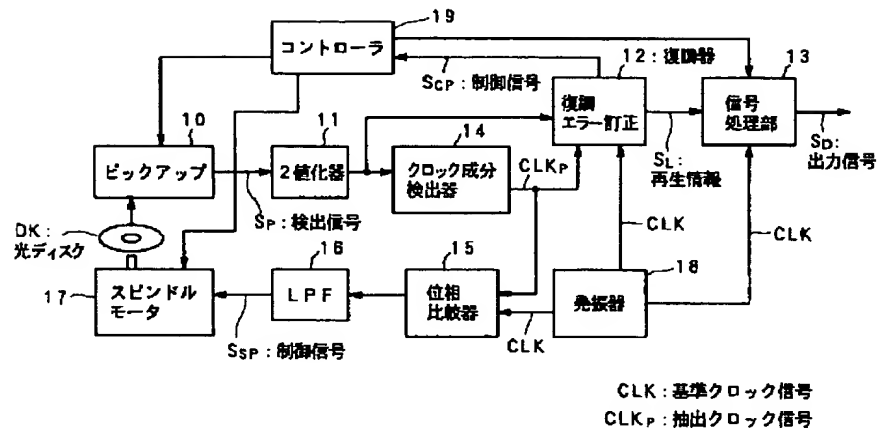 19
コントローラ
SCP：制御信号
12：復調器
13
復調
エラー訂正
信号
処理部
SD：
出力信号
SL：
再生情報
10
ピックアップ
11
2値化器
14
クロック成分
検出器
CLKP
SP：検出信号
DK：
光ディスク
CLK
CLK
17
スピンドル
モータ
16
LPF
15
位相
比較器
18
発振器
CLK
SSP：制御信号
CLK：基準クロック信号
CLKP：抽出クロック信号